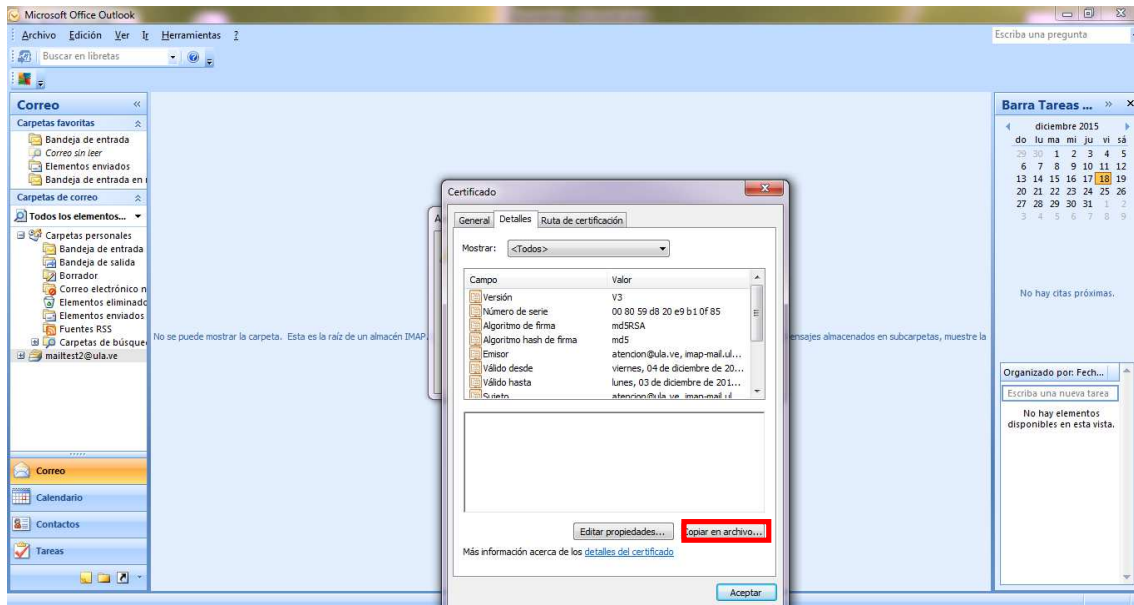 Microsoft Office Outlook
Archivo Edición Ver Ir Herramientas ?
Escriba una pregunta
Buscar en libretas
Correo «
Carpetas favoritas
Bandeja de entrada
Correo sin leer
Elementos enviados
Bandeja de entrada en
Carpetas de correo
Todos los elementos...
Carpetas personales
Bandeja de entrada
Bandeja de salida
Borrador
Correo electrónico n
Elementos eliminado
Elementos enviados
Fuentes RSS
Carpetas de búsque
mailtest2@ula.ve
Correo
Calendario
Contactos
Tareas
No se puede mostrar la carpeta. Esta es la raíz de un almacén IMAP.
ensajes almacenados en subcarpetas, muestre la
Certificado
General Detalles Ruta de certificación
Mostrar: <Todos>
Campo Valor
Versión V3
Número de serie 00 80 59 d8 20 e9 b1 0f 85
Algoritmo de firma md5RSA
Algoritmo hash de firma md5
Emisor atencion@ula.ve, imap-mail.ul...
Válido desde viernes, 04 de diciembre de 20...
Válido hasta lunes, 03 de diciembre de 201...
Sujeto atencion@ula.ve, imap-mail.ul
Editar propiedades... Copiar en archivo...
Más información acerca de los detalles del certificado
Aceptar
Barra Tareas ... » ×
diciembre 2015
do lu ma mi ju vi sá
29 30 1 2 3 4 5
6 7 8 9 10 11 12
13 14 15 16 17 18 19
20 21 22 23 24 25 26
27 28 29 30 31 1 2
3 4 5 6 7 8 9
No hay citas próximas.
Organizado por: Fech...
Escriba una nueva tarea
No hay elementos
disponibles en esta vista.